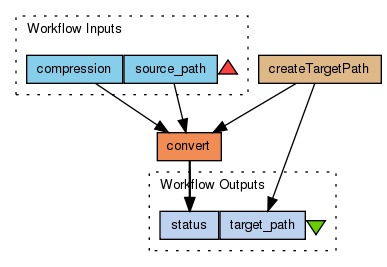 Workflow Inputs
compression source_path createTargetPath
convert
Workflow Outputs
status target_path